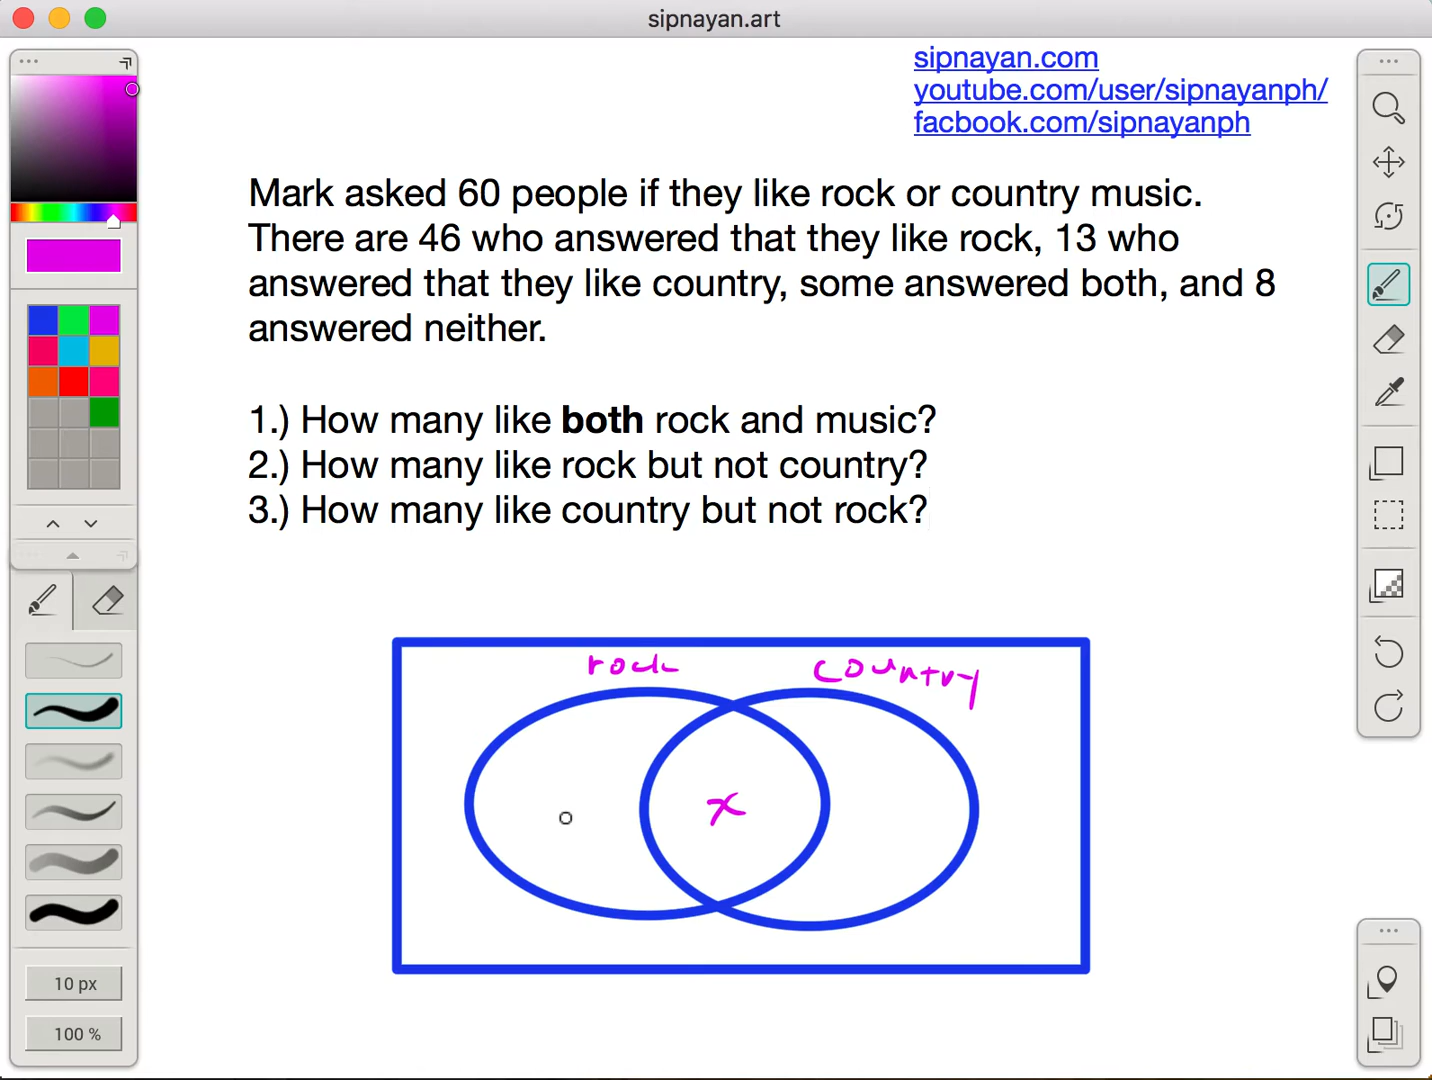 sipnayan.art
sipnayan.com
youtube.com/user/sipnayanph/
facbook.com/sipnayanph
Mark asked 60 people if they like rock or country music.
There are 46 who answered that they like rock, 13 who
answered that they like country, some answered both, and 8
answered neither.
1.) How many like both rock and music?
2.) How many like rock but not country?
3.) How many like country but not rock?
rock country
x
10 px
100 %